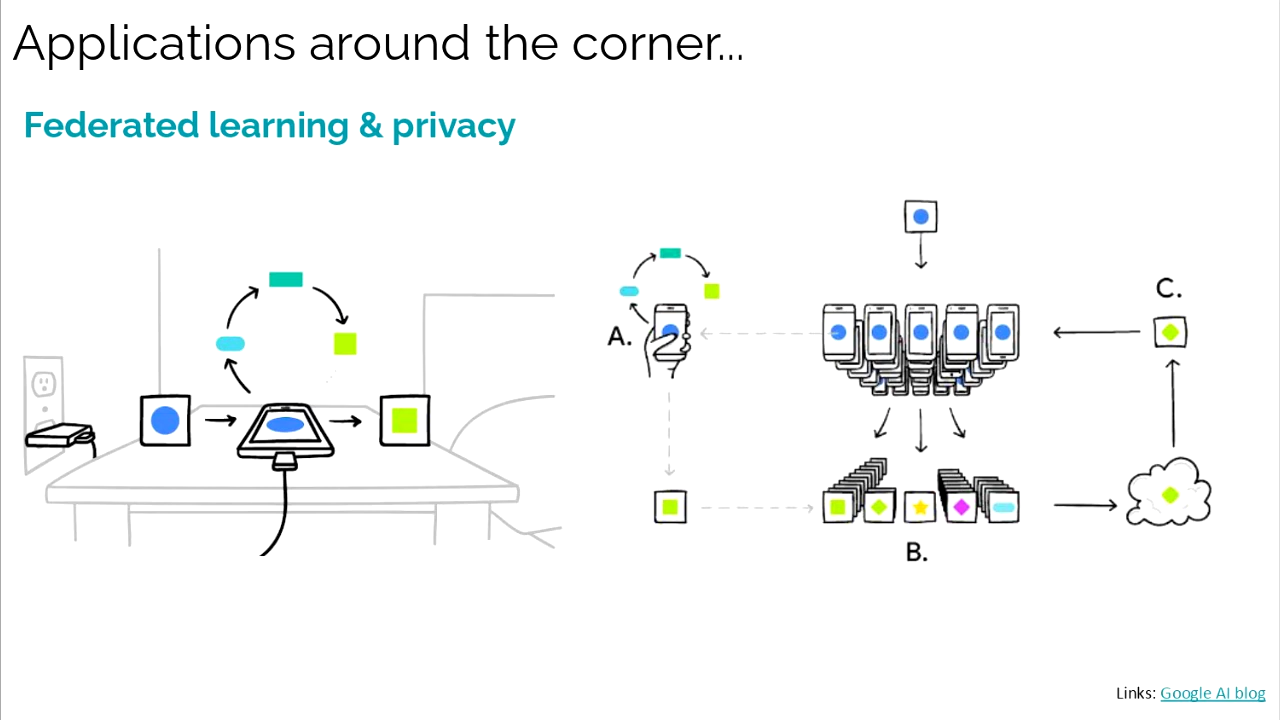 Applications around the corner...
Federated learning & privacy
A.
C.
B.
Links: Google AI blog